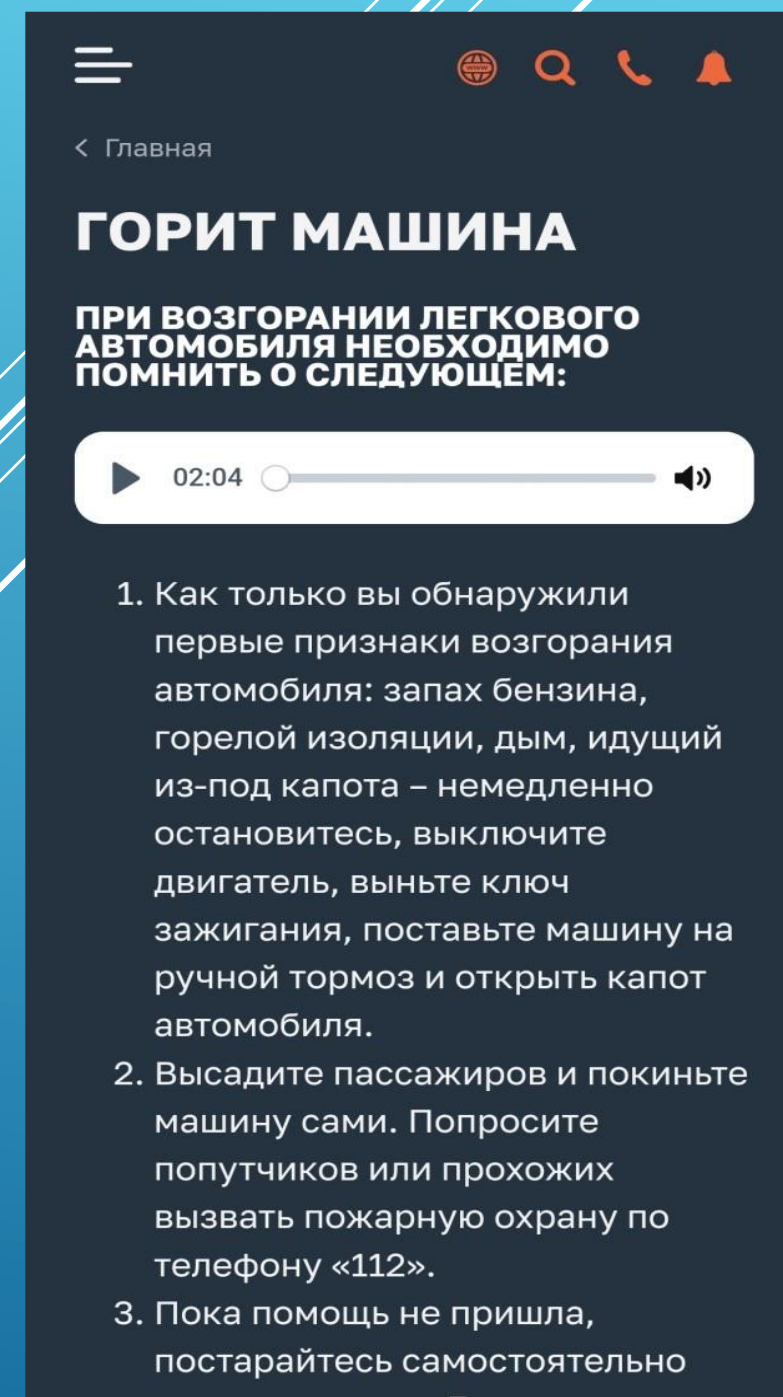 www
< Главная
ГОРИТ МАШИНА
ПРИ ВОЗГОРАНИИ ЛЕГКОВОГО
АВТОМОБИЛЯ НЕОБХОДИМО
ПОМНИТЬ О СЛЕДУЮЩЕМ:
02:04
1. Как только вы обнаружили
первые признаки возгорания
автомобиля: запах бензина,
горелой изоляции, дым, идущий
из-под капота – немедленно
остановитесь, выключите
двигатель, выньте ключ
зажигания, поставьте машину на
ручной тормоз и открыть капот
автомобиля.
2. Высадите пассажиров и покиньте
машину сами. Попросите
попутчиков или прохожих
вызвать пожарную охрану по
телефону «112».
3. Пока помощь не пришла,
постарайтесь самостоятельно